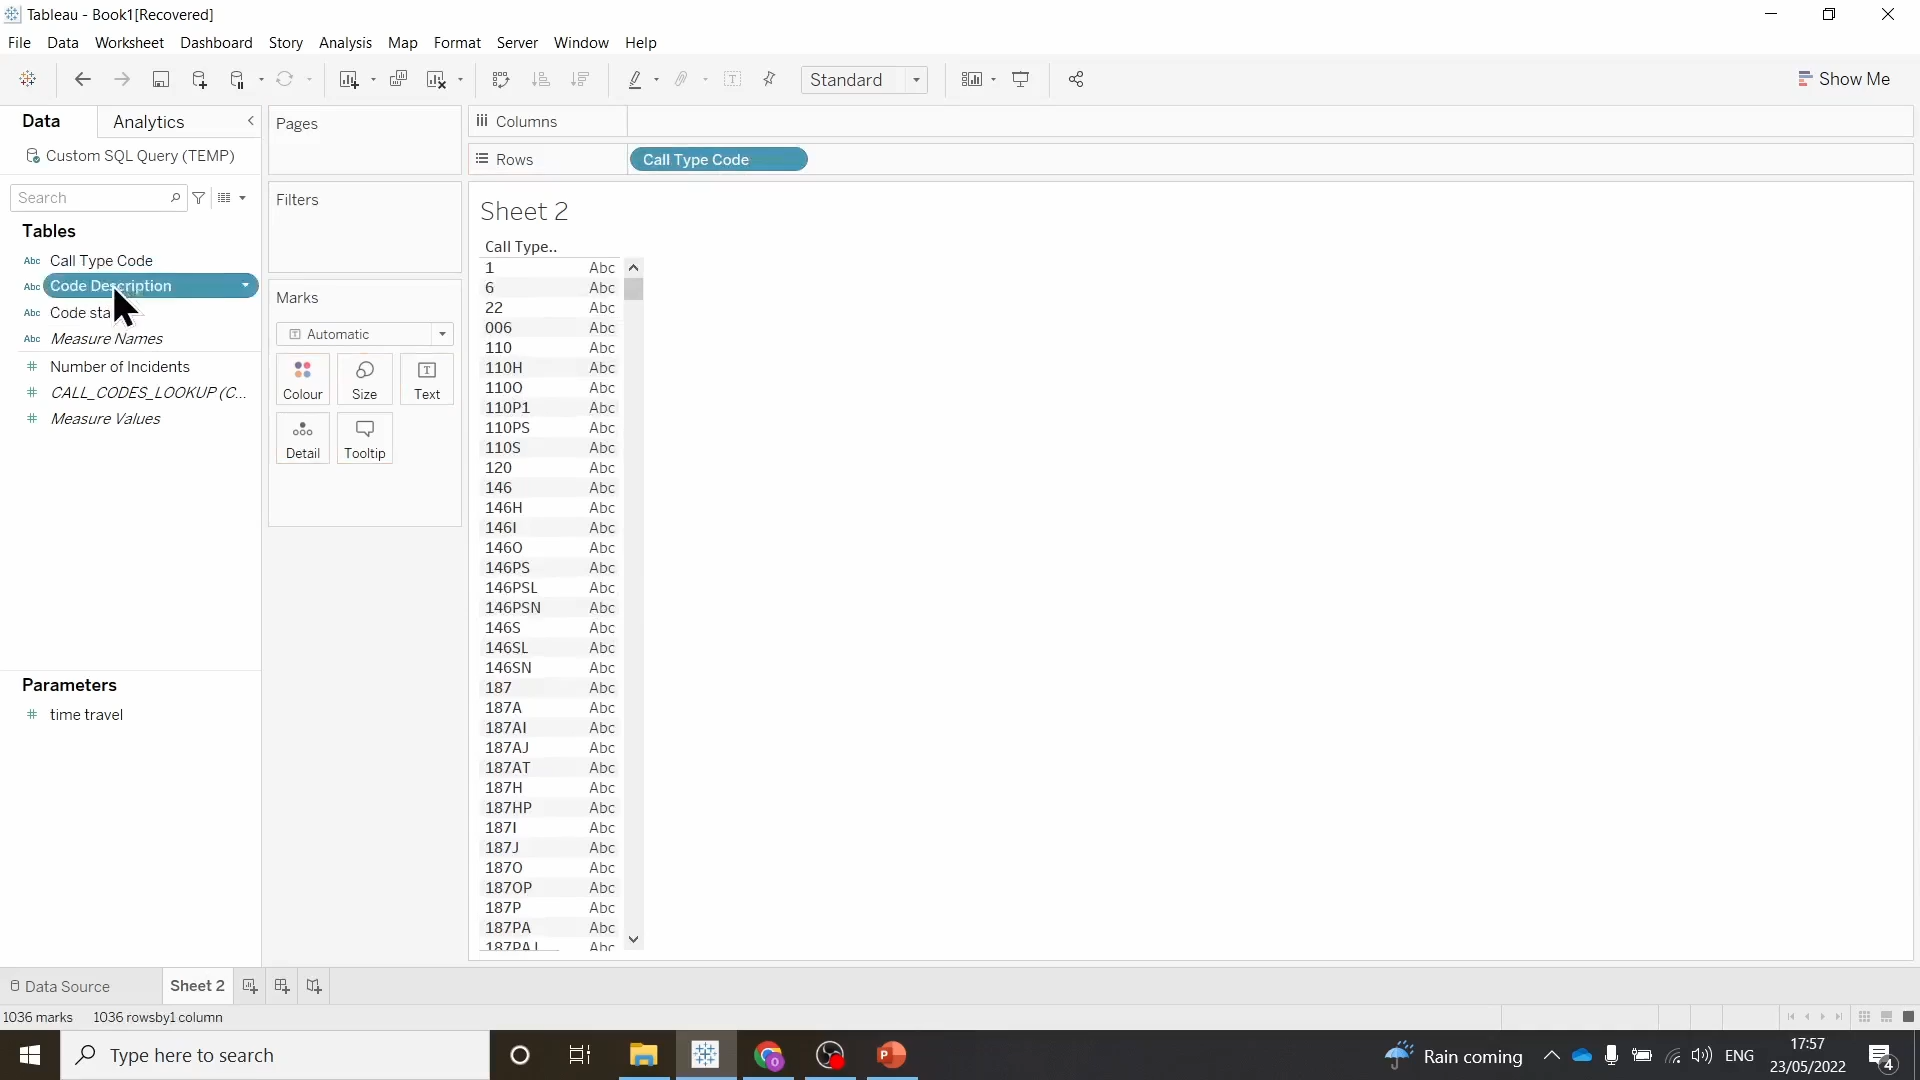 Tableau - Book1[Recovered]
File Data Worksheet Dashboard Story Analysis Map Format Server Window Help
Standard
Show Me
Data Analytics
Custom SQL Query (TEMP)
Search
Tables
Abc Call Type Code
Abc Code Description
Abc Code sta
Abc Measure Names
# Number of Incidents
# CALL_CODES_LOOKUP (C...
# Measure Values
Parameters
# time travel
Pages
Filters
Marks
Automatic
Colour Size Text
Detail Tooltip
Columns
Rows Call Type Code
Sheet 2
Call Type..
1 Abc
6 Abc
22 Abc
006 Abc
110 Abc
110H Abc
110O Abc
110P1 Abc
110PS Abc
110S Abc
120 Abc
146 Abc
146H Abc
146I Abc
146O Abc
146PS Abc
146PSL Abc
146PSN Abc
146S Abc
146SL Abc
146SN Abc
187 Abc
187A Abc
187AI Abc
187AJ Abc
187AT Abc
187H Abc
187HP Abc
187I Abc
187J Abc
187O Abc
187OP Abc
187P Abc
187PA Abc
187PAJ Abc
Data Source Sheet 2
1036 marks 1036 rowsby1 column
Type here to search
Rain coming
ENG
17:57
23/05/2022
4